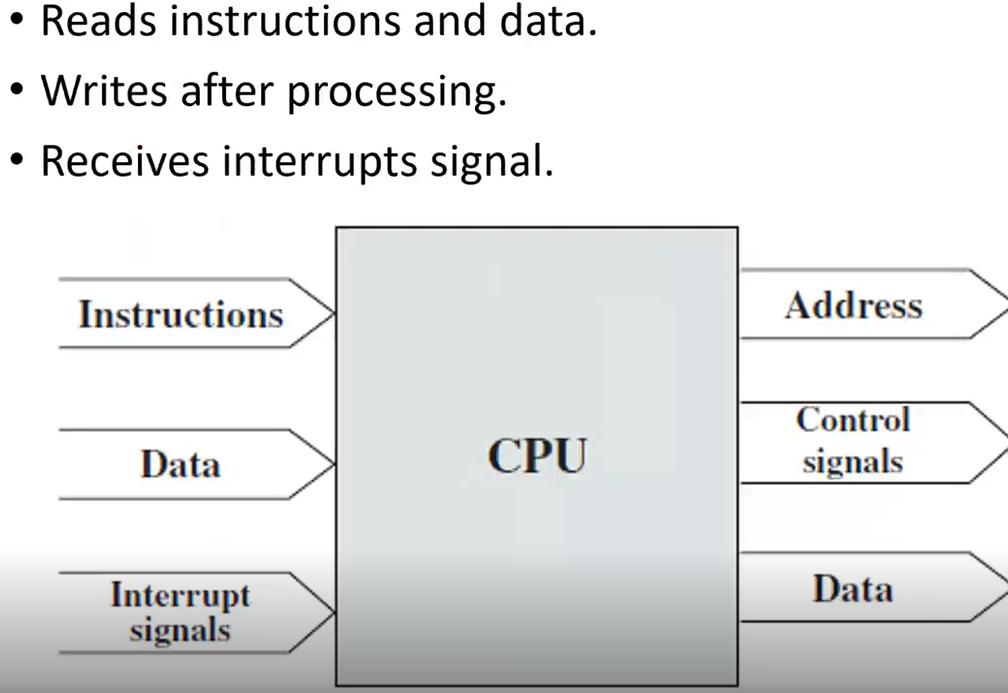 • Reads instructions and data.
• Writes after processing.
• Receives interrupts signal.
Instructions
Data
Interrupt
signals
CPU
Address
Control
signals
Data